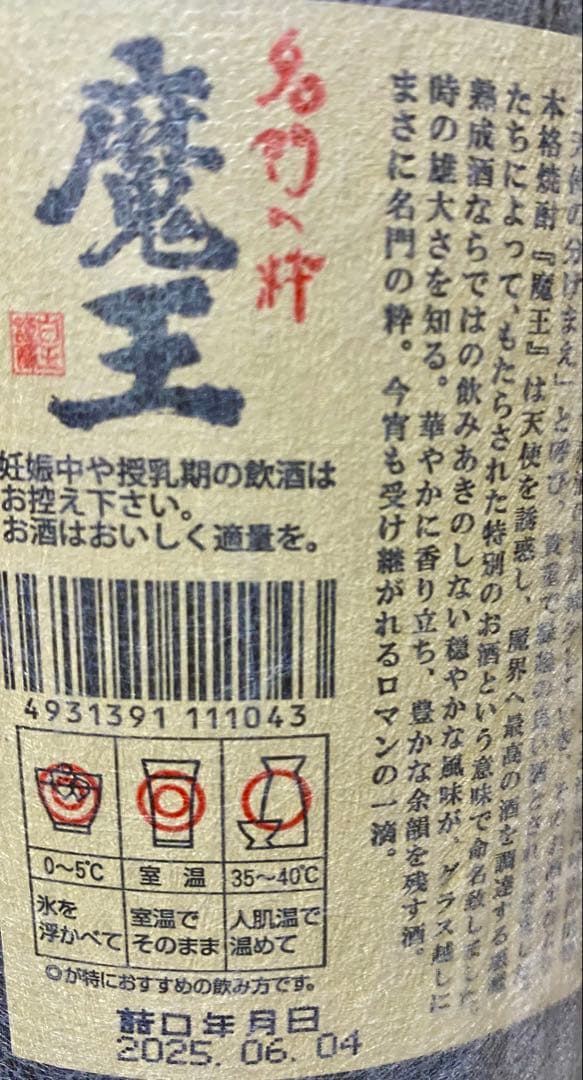 名門の粋
魔王
本格焼酎『魔王』は天使を誘惑し、魔界へ最高の酒を調達する悪魔
たちによって、もたらされた特別のお酒という意味で命名致しました。
熟成酒ならではの飲みあきのしない穏やかな風味が、グラス越しに
時の雄大さを知る。華やかに香り立ち、豊かな余韻を残す酒。
まさに名門の粋。今宵も受け継がれるロマンの一滴。
妊娠中や授乳期の飲酒は
お控え下さい。
お酒はおいしく適量を。
4931391 111043
0〜5℃ 室温 35〜40℃
氷を 室温で 人肌温で
浮かべて そのまま 温めて
◎が特におすすめの飲み方です。
詰口年月日
2025. 06. 04